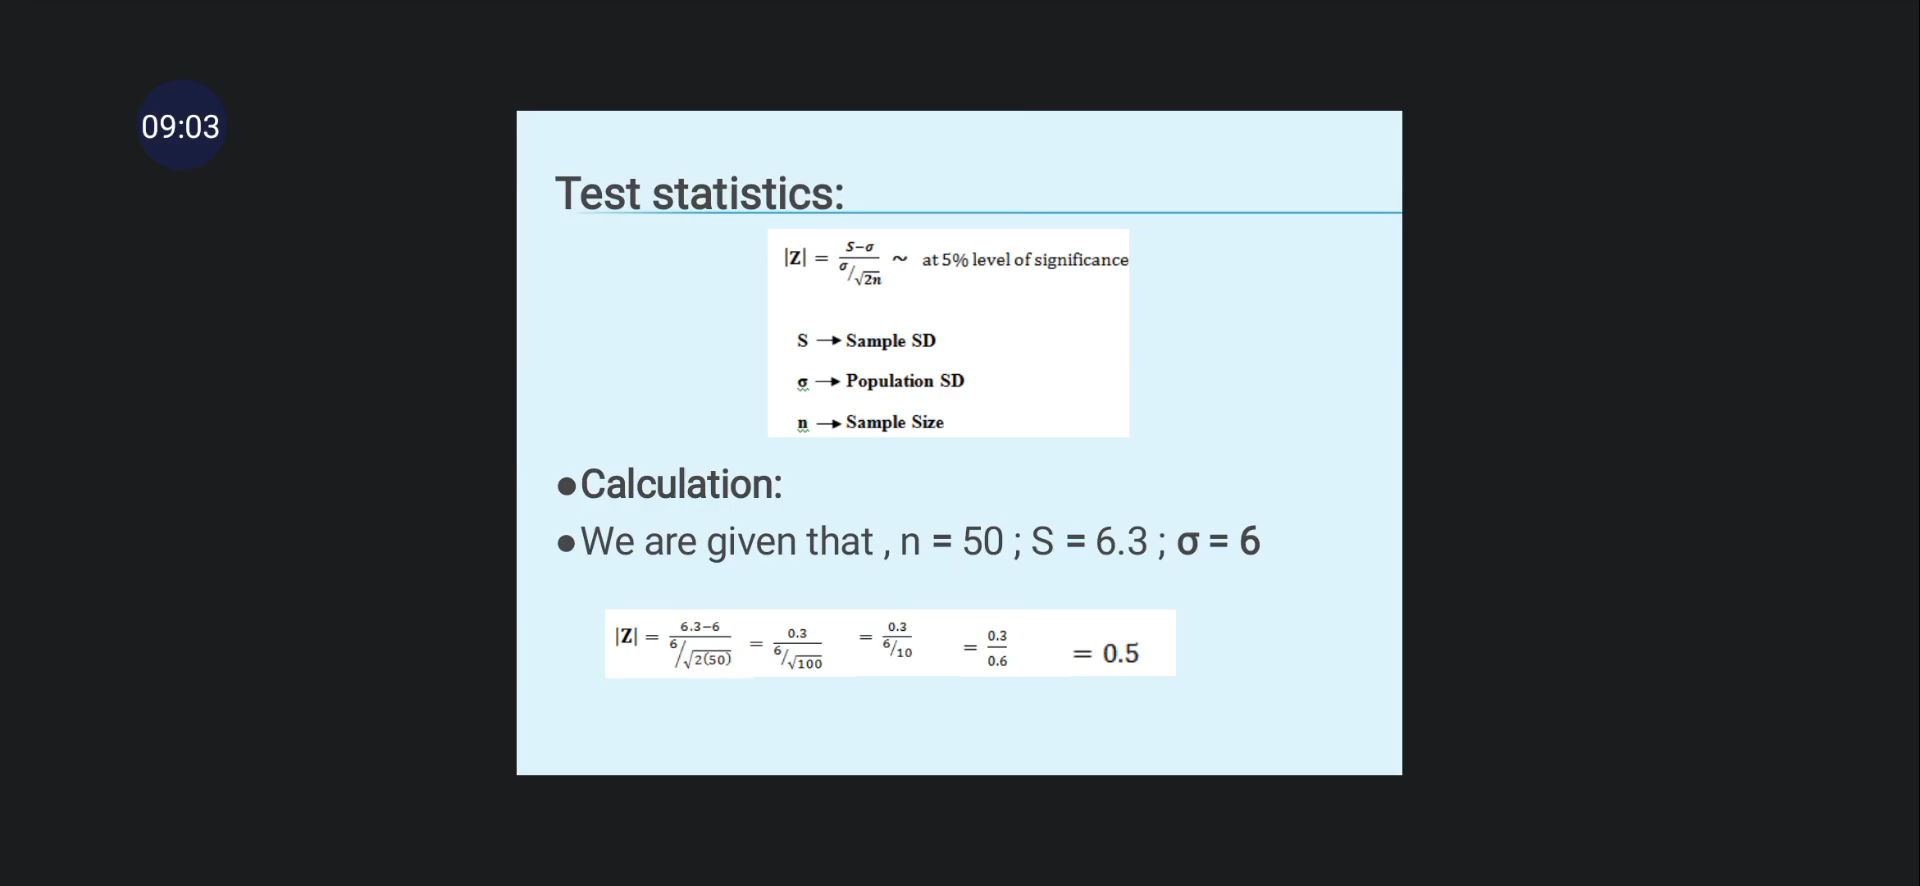 09:03
Test statistics:
|Z| = S−σ / σ/√2n ~ at 5% level of significance
S → Sample SD
σ → Population SD
n → Sample Size
●Calculation:
●We are given that , n = 50 ; S = 6.3 ; σ = 6
|Z| = 6.3−6 / 6/√2(50) = 0.3 / 6/√100 = 0.3 / 6/10 = 0.3 / 0.6 = 0.5